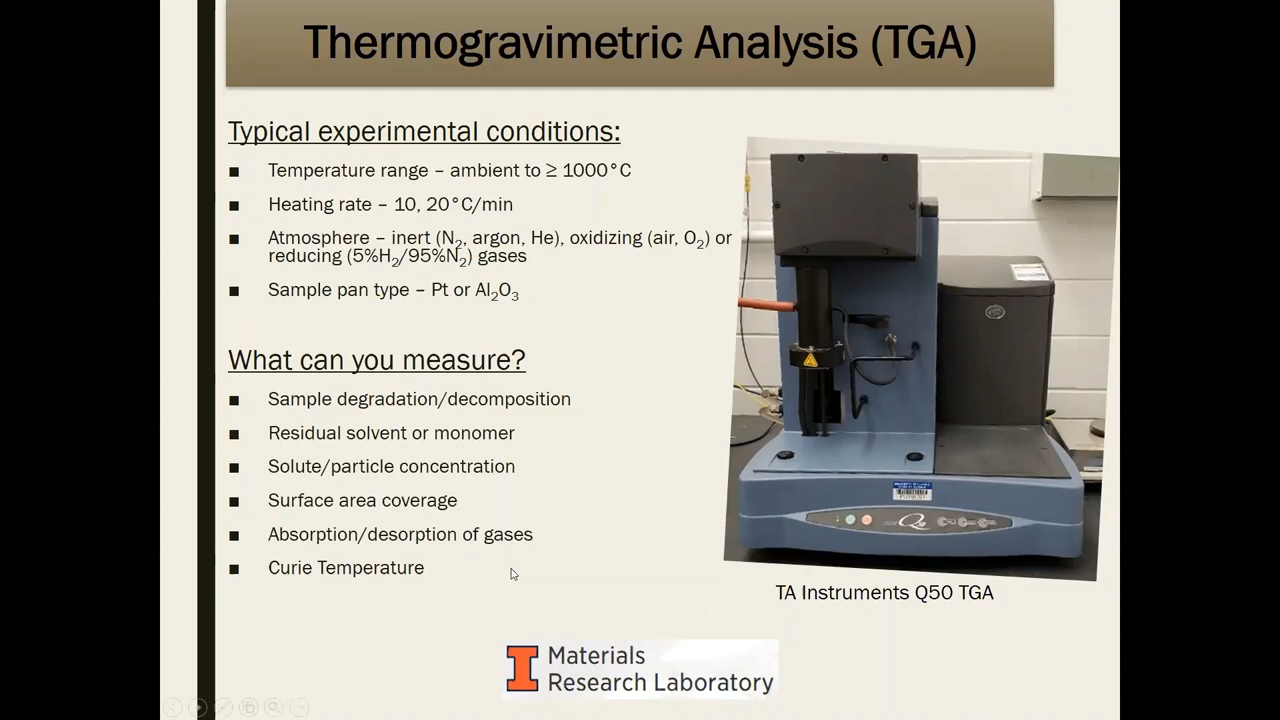 Thermogravimetric Analysis (TGA)
Typical experimental conditions:
■ Temperature range – ambient to ≥ 1000°C
■ Heating rate – 10, 20°C/min
■ Atmosphere – inert (N₂, argon, He), oxidizing (air, O₂) or
reducing (5%H₂/95%N₂) gases
■ Sample pan type – Pt or Al₂O₃
What can you measure?
■ Sample degradation/decomposition
■ Residual solvent or monomer
■ Solute/particle concentration
■ Surface area coverage
■ Absorption/desorption of gases
■ Curie Temperature
TA Instruments Q50 TGA
I Materials
Research Laboratory